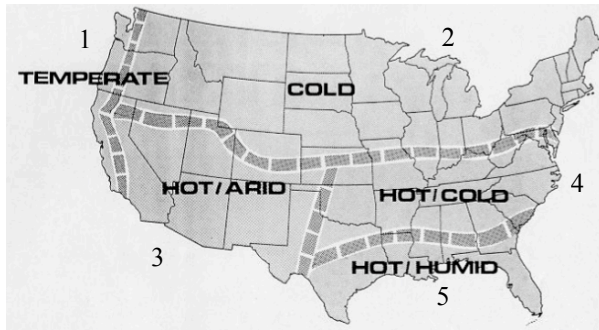 1
2
TEMPERATE
COLD
HOT/ARID
HOT/COLD
4
3
HOT/HUMID
5